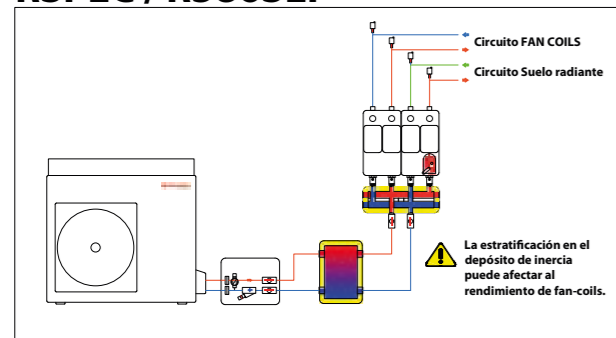 Circuito FAN COILS
Circuito Suelo radiante
La estratificación en el
depósito de inercia
puede afectar al
rendimiento de fan-coils.